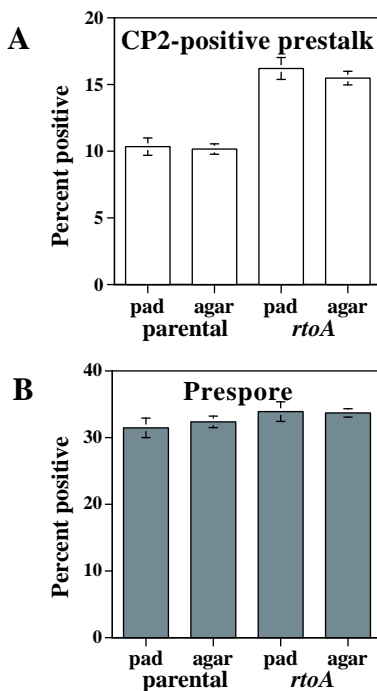 A
CP2-positive prestalk
Percent positive
20
15
10
5
0
pad agar pad agar
parental rtoA
B
Prespore
Percent positive
40
30
20
10
0
pad agar pad agar
parental rtoA